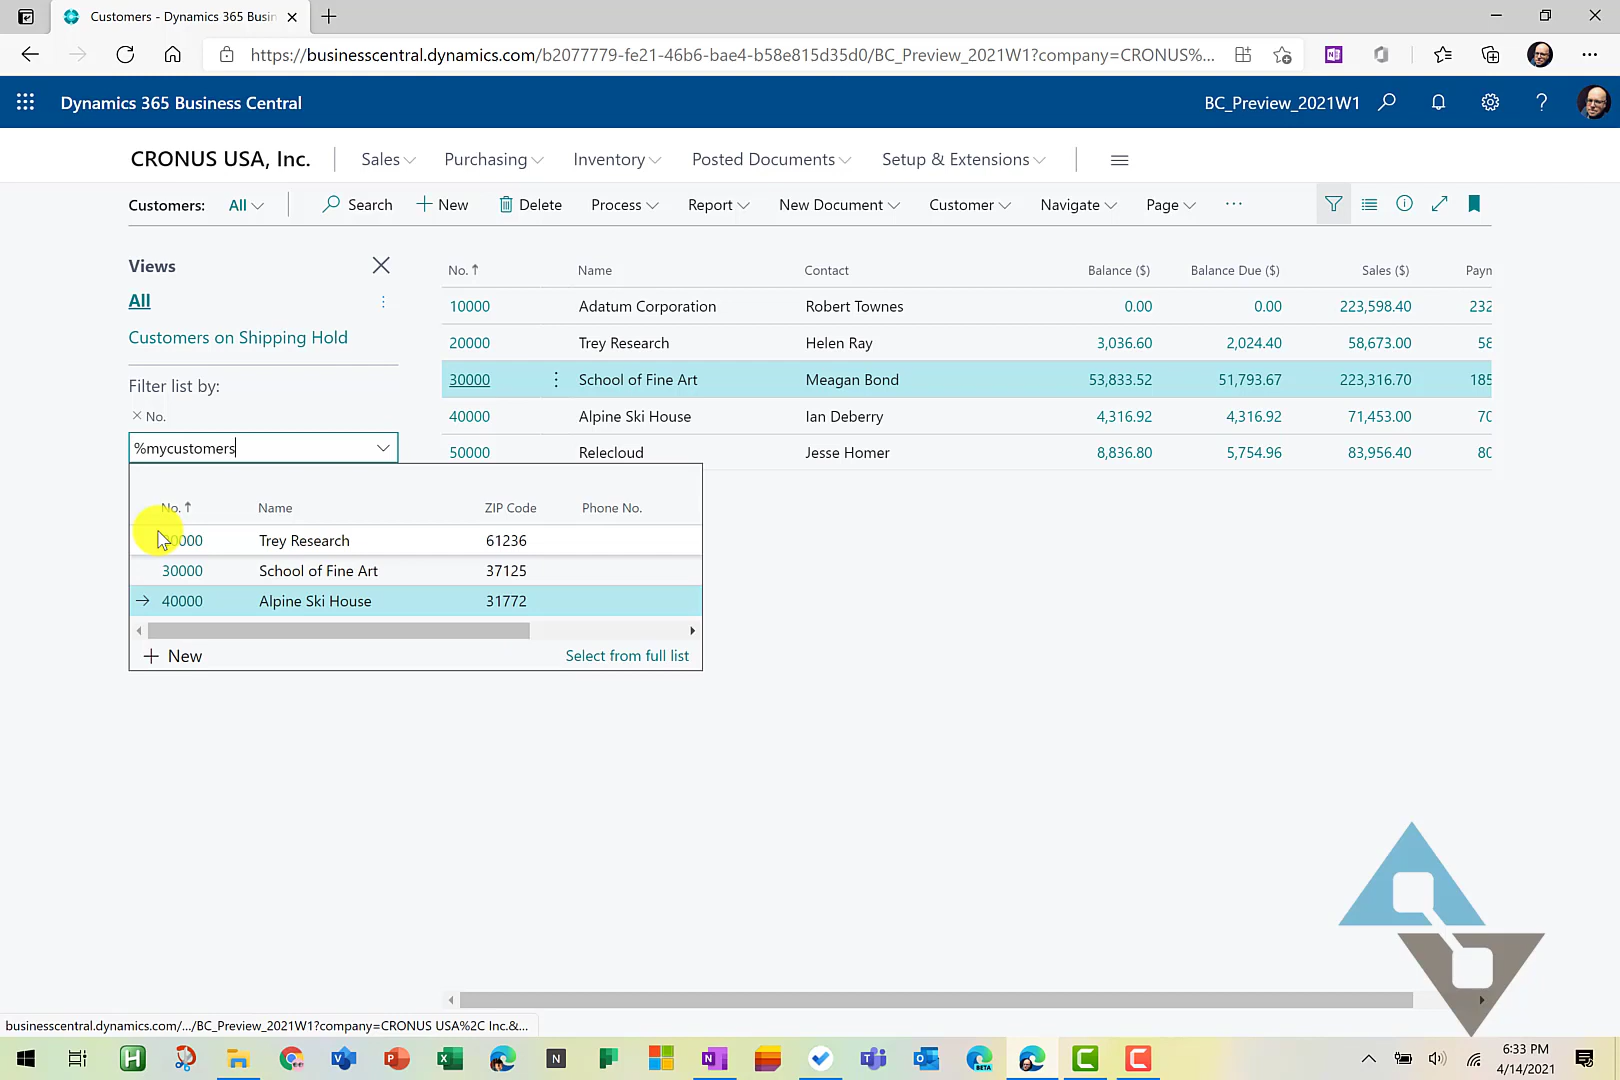 Customers - Dynamics 365 Busin
https://businesscentral.dynamics.com/b2077779-fe21-46b6-bae4-b58e815d35d0/BC_Preview_2021W1?company=CRONUS%...
Dynamics 365 Business Central
BC_Preview_2021W1
?
CRONUS USA, Inc.
Sales
Purchasing
Inventory
Posted Documents
Setup & Extensions
Customers:
All
Search
New
Delete
Process
Report
New Document
Customer
Navigate
Page
Views
All
Customers on Shipping Hold
Filter list by:
No.
%mycustomers
No. Name Contact Balance ($) Balance Due ($) Sales ($) Paym
10000 Adatum Corporation Robert Townes 0.00 0.00 223,598.40 232
20000 Trey Research Helen Ray 3,036.60 2,024.40 58,673.00 58
30000 School of Fine Art Meagan Bond 53,833.52 51,793.67 223,316.70 185
40000 Alpine Ski House Ian Deberry 4,316.92 4,316.92 71,453.00 70
50000 Relecloud Jesse Homer 8,836.80 5,754.96 83,956.40 80
No. Name ZIP Code Phone No.
0000 Trey Research 61236
30000 School of Fine Art 37125
40000 Alpine Ski House 31772
New
Select from full list
businesscentral.dynamics.com/.../BC_Preview_2021W1?company=CRONUS USA%2C Inc.&...
6:33 PM
4/14/2021